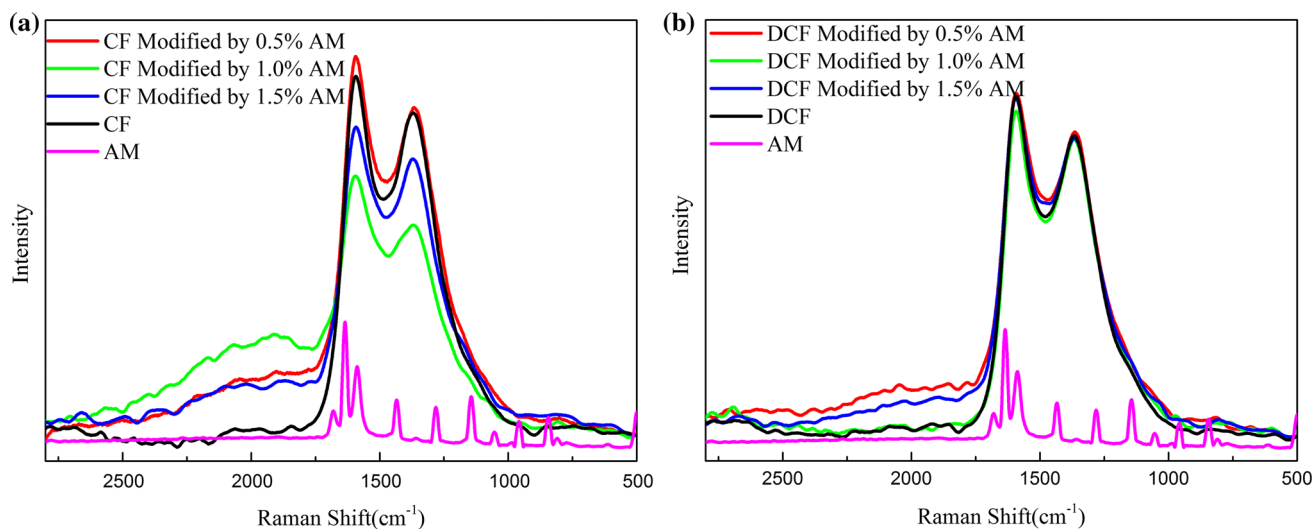 (a)
CF Modified by 0.5% AM
CF Modified by 1.0% AM
CF Modified by 1.5% AM
CF
AM
Intensity
2500 2000 1500 1000 500
Raman Shift(cm⁻¹)
(b)
DCF Modified by 0.5% AM
DCF Modified by 1.0% AM
DCF Modified by 1.5% AM
DCF
AM
Intensity
2500 2000 1500 1000 500
Raman Shift(cm⁻¹)